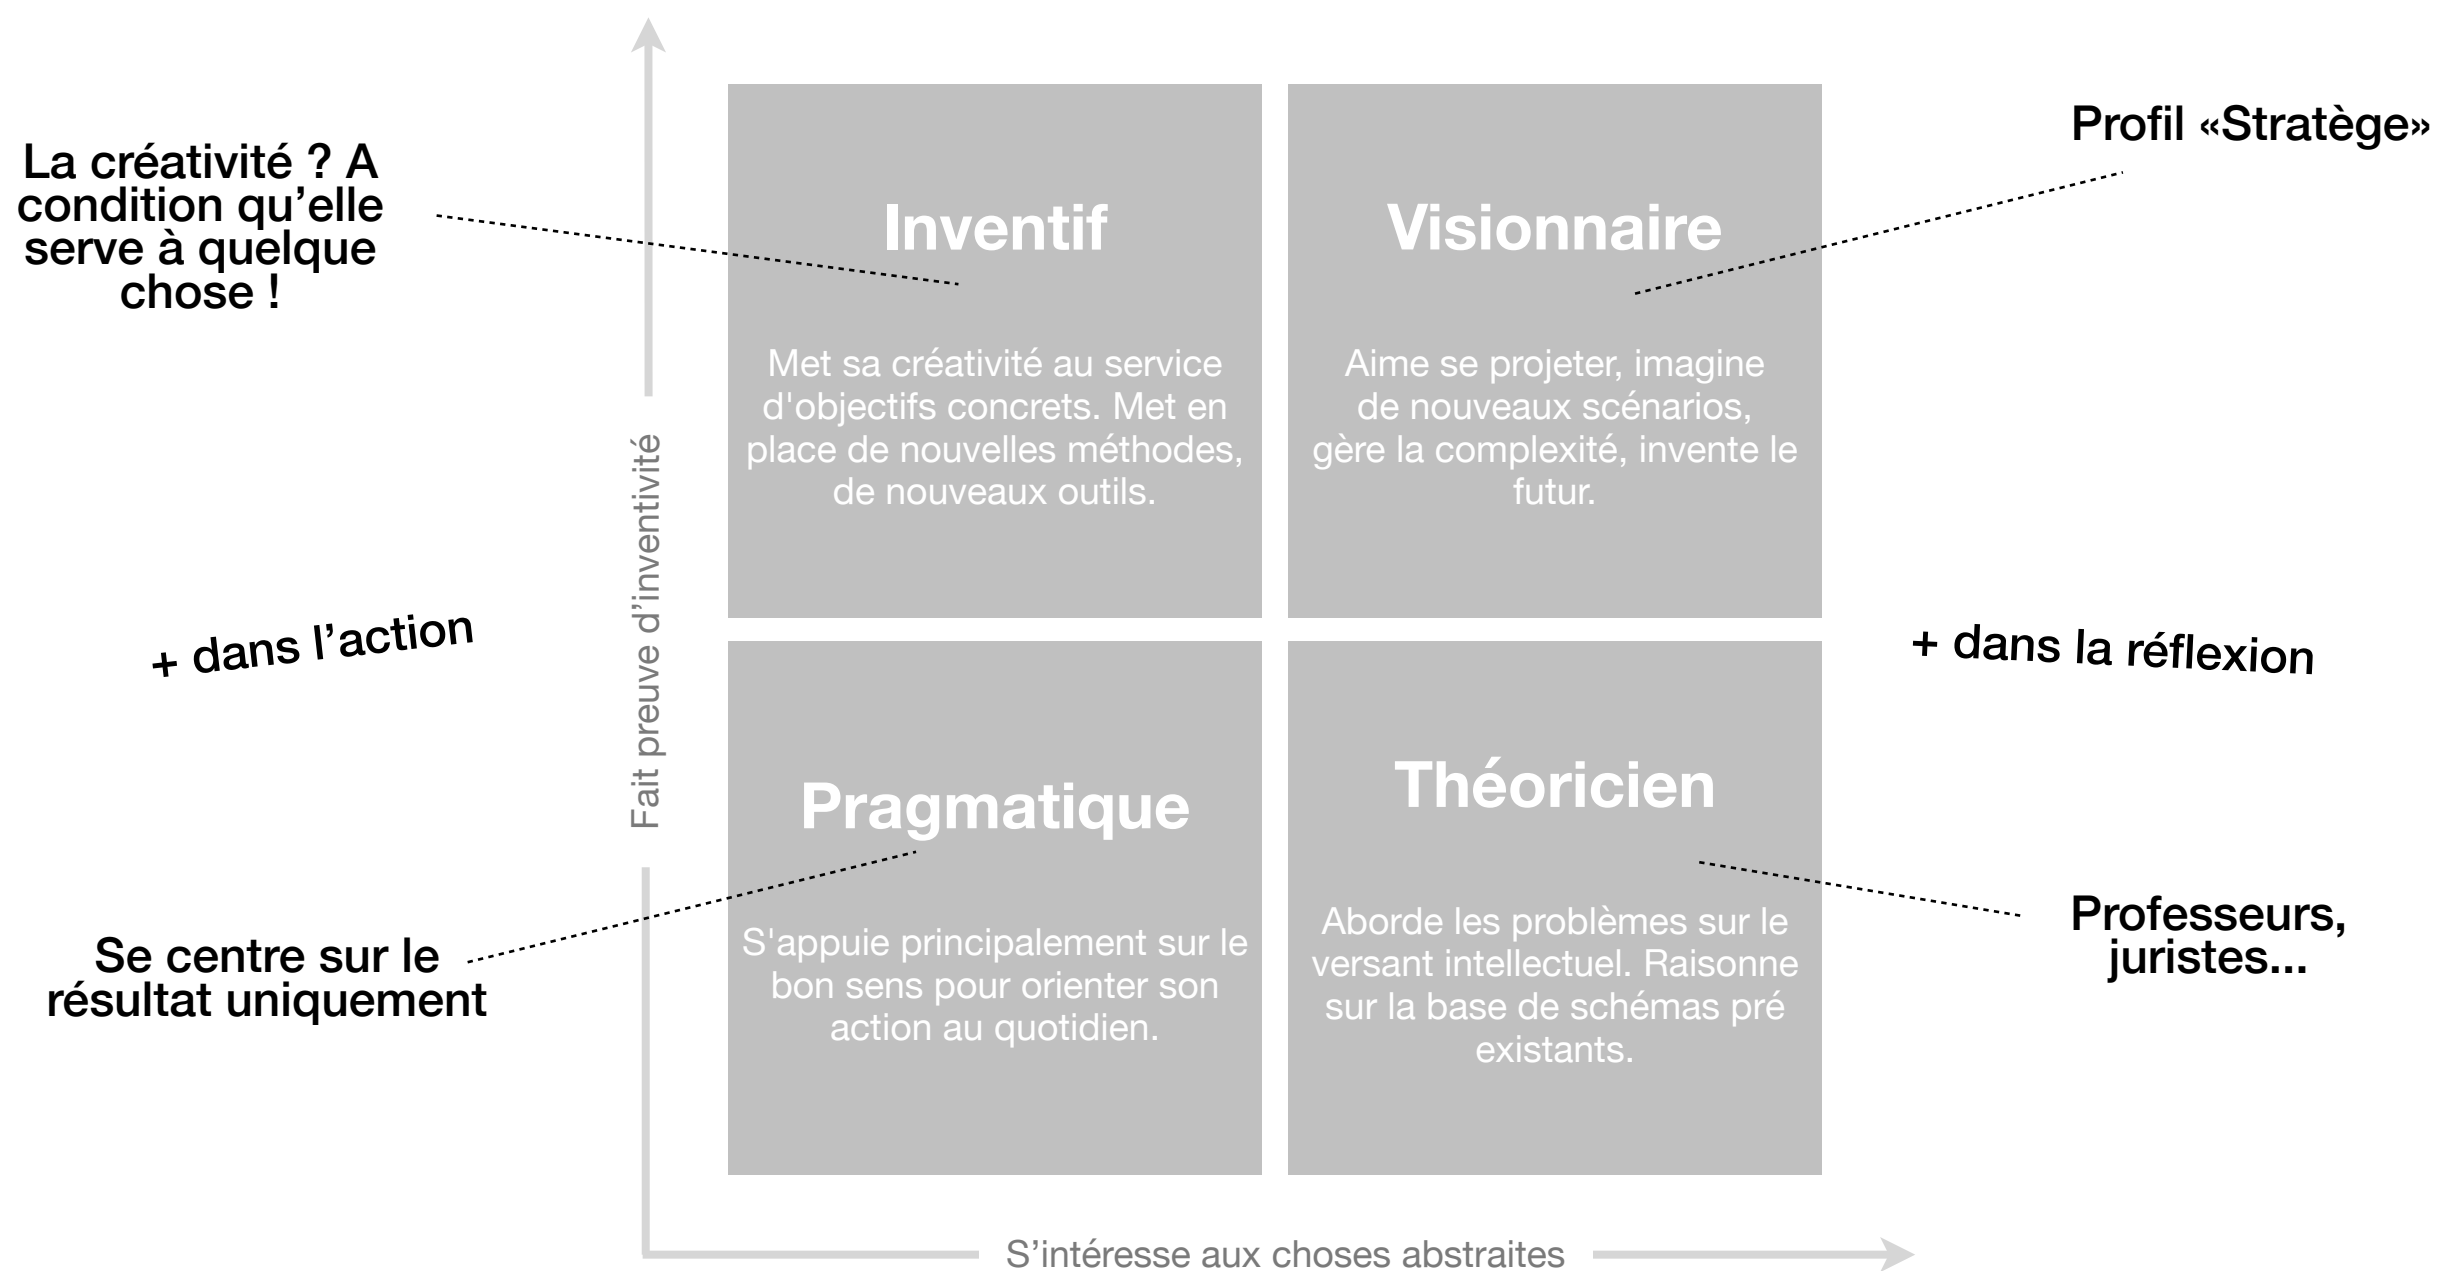 La créativité ? A
condition qu’elle
serve à quelque
chose !
Inventif
Met sa créativité au service
d'objectifs concrets. Met en
place de nouvelles méthodes,
de nouveaux outils.
Visionnaire
Aime se projeter, imagine
de nouveaux scénarios,
gère la complexité, invente le
futur.
Profil «Stratège»
+ dans l’action
Fait preuve d’inventivité
+ dans la réflexion
Se centre sur le
résultat uniquement
Pragmatique
S'appuie principalement sur le
bon sens pour orienter son
action au quotidien.
Théoricien
Aborde les problèmes sur le
versant intellectuel. Raisonne
sur la base de schémas pré
existants.
Professeurs,
juristes...
S’intéresse aux choses abstraites